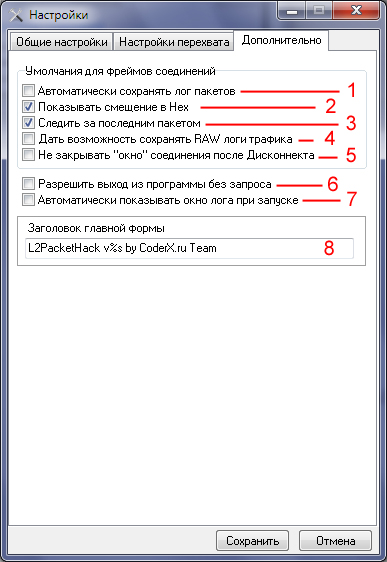 Настройки
Общие настройки Настройки перехвата Дополнительно
Умолчания для фреймов соединений
Автоматически сохранять лог пакетов 1
Показывать смещение в Hex 2
Следить за последним пакетом 3
Дать возможность сохранять RAW логи трафика 4
Не закрывать "окно" соединения после Дисконнекта 5
Разрешить выход из программы без запроса 6
Автоматически показывать окно лога при запуске 7
Заголовок главной формы
L2PacketHack v%s by CoderX.ru Team 8
Сохранить Отмена